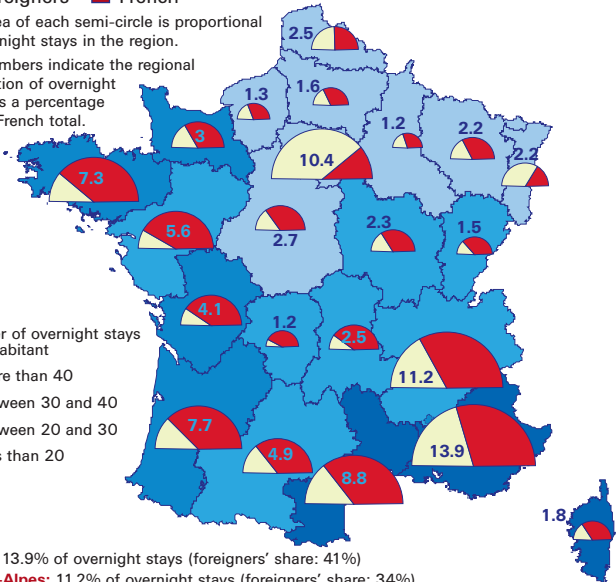 French
ea of each semi-circle is proportional
night stays in the region.
mbers indicate the regional
tion of overnight
s a percentage
French total.
2.5
1.6
1.3
1.2
2.2
2.2
3
10.4
7.3
5.6
2.7
2.3
1.5
4.1
1.2
2.5
11.2
7.7
4.9
8.8
13.9
1.8
r of overnight stays
abitant
re than 40
ween 30 and 40
ween 20 and 30
s than 20
13.9% of overnight stays (foreigners' share: 41%)
-Alpes: 11.2% of overnight stays (foreigners' share: 34%)